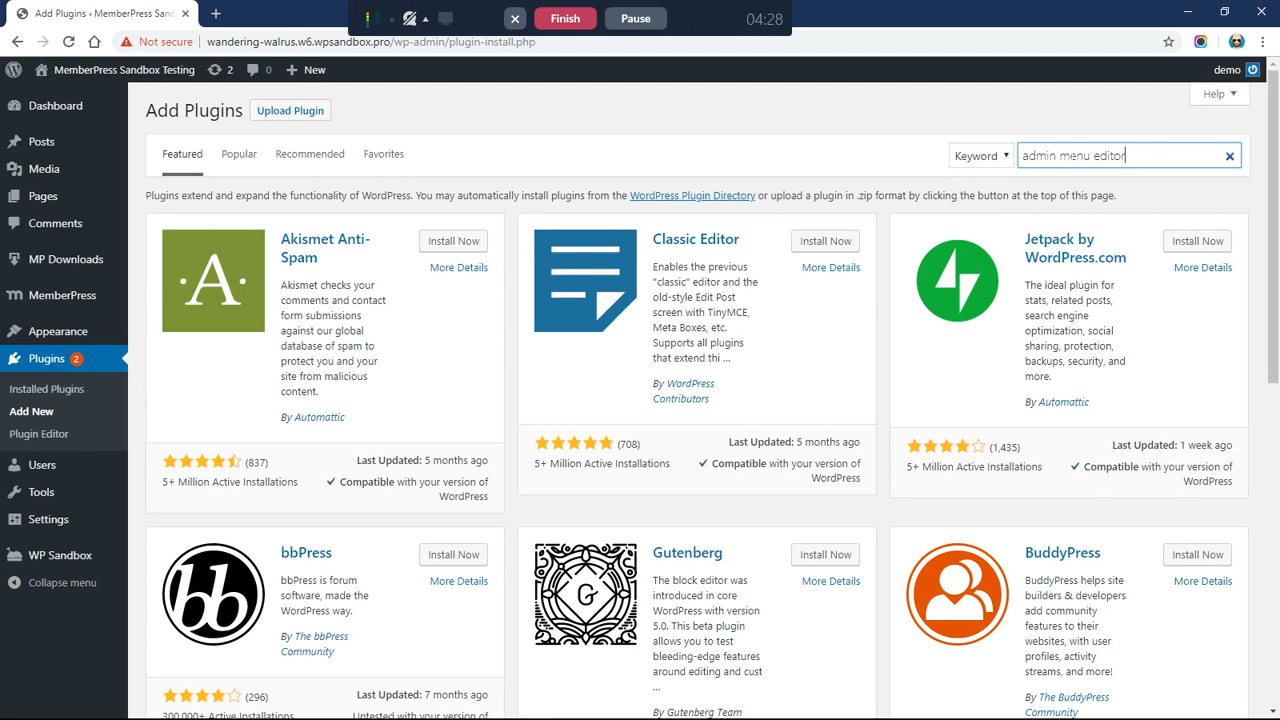 Add Plugins ‹ MemberPress Sandb
Finish
Pause
04:28
Not secure
wandering-walrus.w6.wpsandbox.pro/wp-admin/plugin-install.php
MemberPress Sandbox Testing
2
0
New
demo
Dashboard
Posts
Media
Pages
Comments
MP Downloads
MemberPress
Appearance
Plugins 2
Installed Plugins
Add New
Plugin Editor
Users
Tools
Settings
WP Sandbox
Collapse menu
Add Plugins
Upload Plugin
Help
Featured
Popular
Recommended
Favorites
Keyword
admin menu editor
Plugins extend and expand the functionality of WordPress. You may automatically install plugins from the WordPress Plugin Directory or upload a plugin in .zip format by clicking the button at the top of this page.
A
Akismet Anti-
Spam
Install Now
More Details
Akismet checks your
comments and contact
form submissions
against our global
database of spam to
protect you and your
site from malicious
content.
By Automattic
(837)
5+ Million Active Installations
Last Updated: 5 months ago
Compatible with your version of
WordPress
Classic Editor
Install Now
More Details
Enables the previous
"classic" editor and the
old-style Edit Post
screen with TinyMCE,
Meta Boxes, etc.
Supports all plugins
that extend thi ...
By WordPress
Contributors
(708)
5+ Million Active Installations
Last Updated: 5 months ago
Compatible with your version of
WordPress
Jetpack by
WordPress.com
Install Now
More Details
The ideal plugin for
stats, related posts,
search engine
optimization, social
sharing, protection,
backups, security, and
more.
By Automattic
(1,435)
5+ Million Active Installations
Last Updated: 1 week ago
Compatible with your version of
WordPress
bb
bbPress
Install Now
More Details
bbPress is forum
software, made the
WordPress way.
By The bbPress
Community
(296)
300,000+ Active Installations
Last Updated: 7 months ago
Untested with your version of
G
Gutenberg
Install Now
More Details
The block editor was
introduced in core
WordPress with version
5.0. This beta plugin
allows you to test
bleeding-edge features
around editing and cust
...
By Gutenberg Team
BuddyPress
Install Now
More Details
BuddyPress helps site
builders & developers
add community
features to their
websites, with user
profiles, activity
streams, and more!
By The BuddyPress
Community